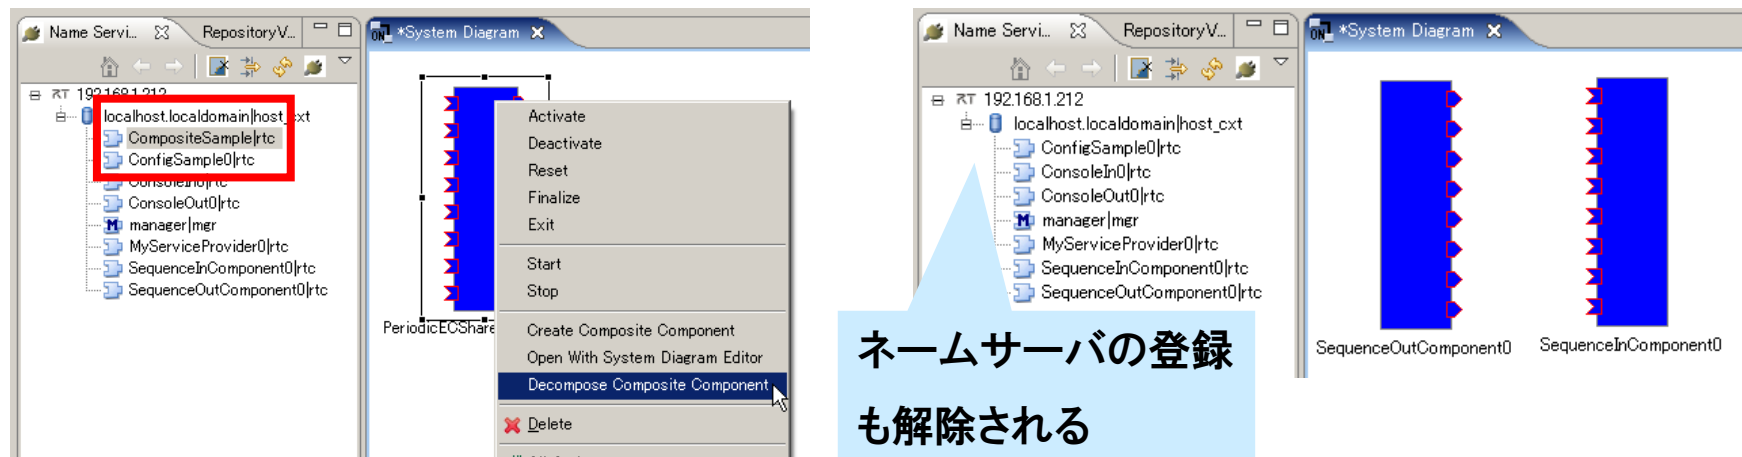 Name Servi...
RepositoryV...
*System Diagram
192.168.1.212
localhost.localdomain|host_cxt
CompositeSample|rtc
ConfigSample0|rtc
ConsoleIn0|rtc
ConsoleOut0|rtc
manager|mgr
MyServiceProvider0|rtc
SequenceInComponent0|rtc
SequenceOutComponent0|rtc
PeriodicECShare
Activate
Deactivate
Reset
Finalize
Exit
Start
Stop
Create Composite Component
Open With System Diagram Editor
Decompose Composite Component
Delete
Name Servi...
RepositoryV...
*System Diagram
192.168.1.212
localhost.localdomain|host_cxt
ConfigSample0|rtc
ConsoleIn0|rtc
ConsoleOut0|rtc
manager|mgr
MyServiceProvider0|rtc
SequenceInComponent0|rtc
SequenceOutComponent0|rtc
ネームサーバの登録
も解除される
SequenceOutComponent0
SequenceInComponent0